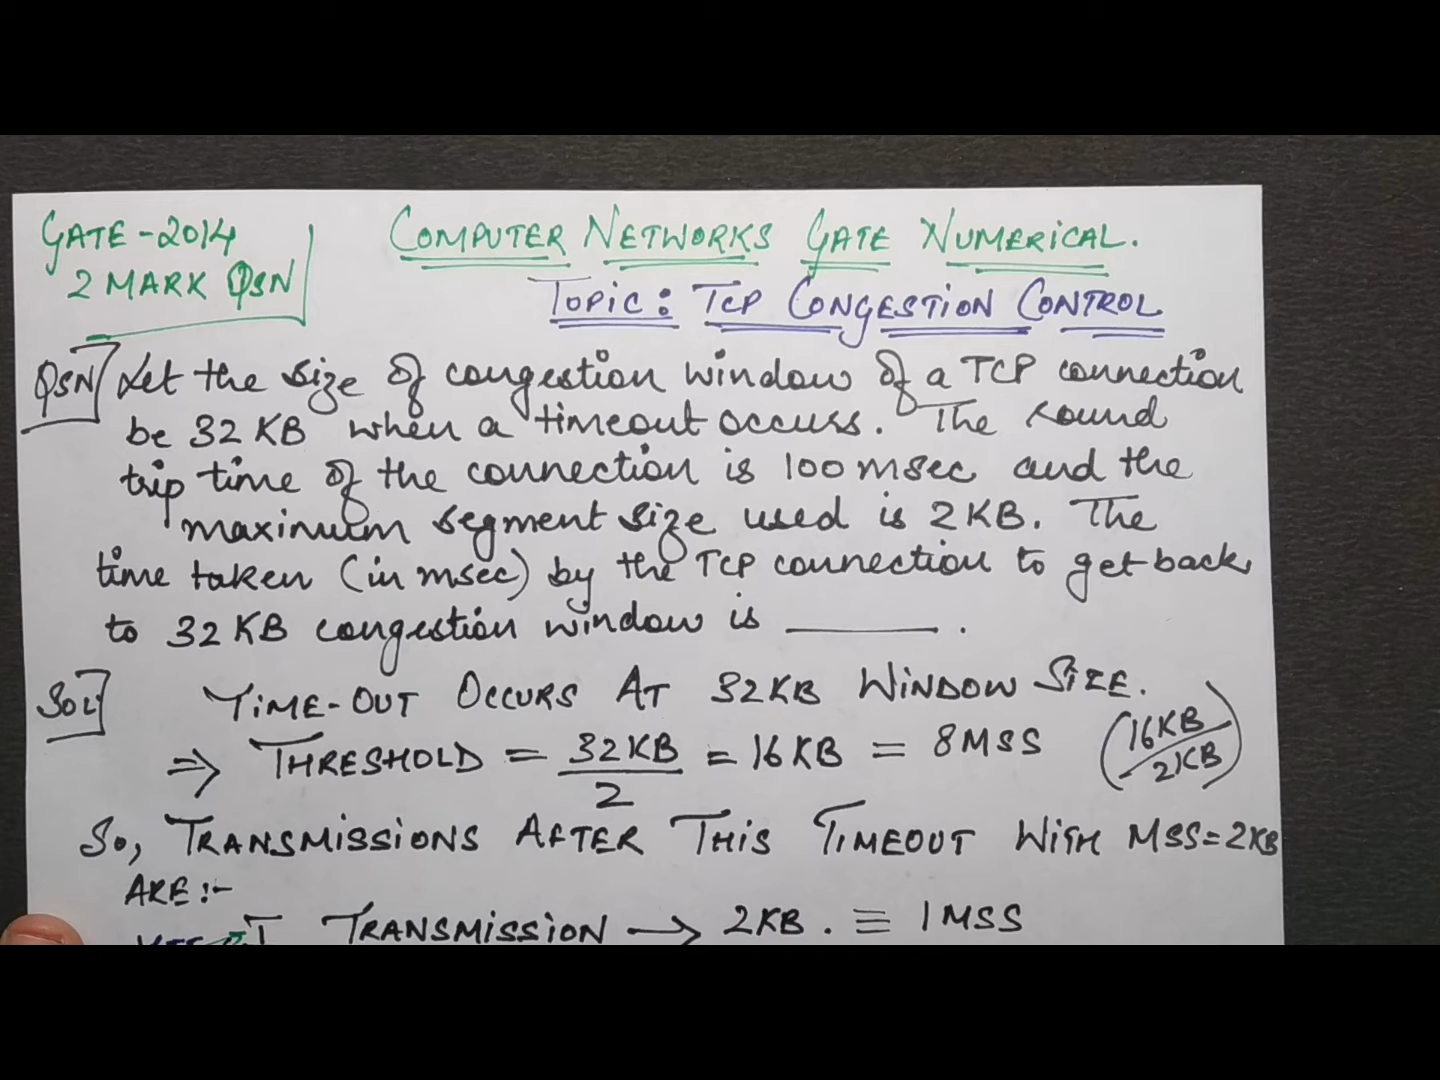 GATE-2014
2 MARK QSN
COMPUTER NETWORKS GATE NUMERICAL.
TOPIC: TCP CONGESTION CONTROL
QSN Let the size of congestion window of a TCP connection
be 32 KB when a timeout occurs. The round
trip time of the connection is 100 msec and the
maximum segment size used is 2 KB. The
time taken (in msec) by the TCP connection to get back
to 32 KB congestion window is ______.
SOL TIME-OUT OCCURS AT 32KB WINDOW SIZE.
⇒ THRESHOLD = 32KB/2 = 16KB = 8MSS (16KB/2KB)
SO, TRANSMISSIONS AFTER THIS TIMEOUT WITH MSS=2KB
ARE:-
I TRANSMISSION → 2KB. ≡ 1MSS